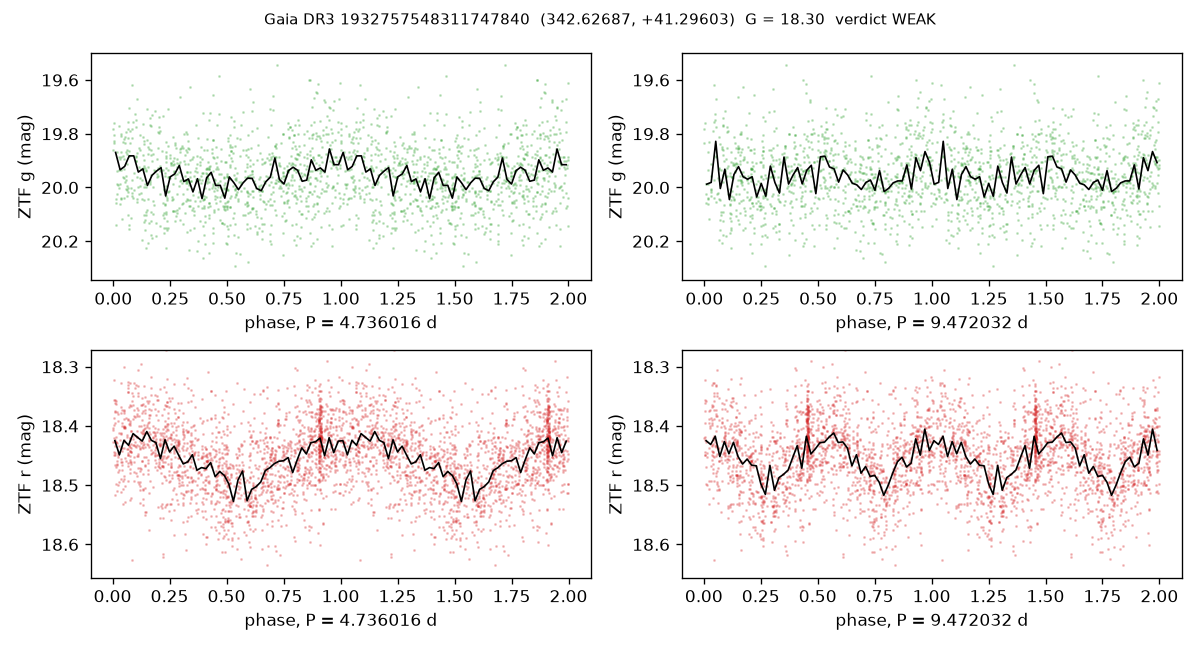 Gaia DR3 1932757548311747840  (342.62687, +41.29603)  G = 18.30  verdict WEAK
ZTF g (mag)
19.6
19.8
20.0
20.2
0.00 0.25 0.50 0.75 1.00 1.25 1.50 1.75 2.00
phase, P = 4.736016 d
ZTF g (mag)
19.6
19.8
20.0
20.2
0.00 0.25 0.50 0.75 1.00 1.25 1.50 1.75 2.00
phase, P = 9.472032 d
ZTF r (mag)
18.3
18.4
18.5
18.6
0.00 0.25 0.50 0.75 1.00 1.25 1.50 1.75 2.00
phase, P = 4.736016 d
ZTF r (mag)
18.3
18.4
18.5
18.6
0.00 0.25 0.50 0.75 1.00 1.25 1.50 1.75 2.00
phase, P = 9.472032 d